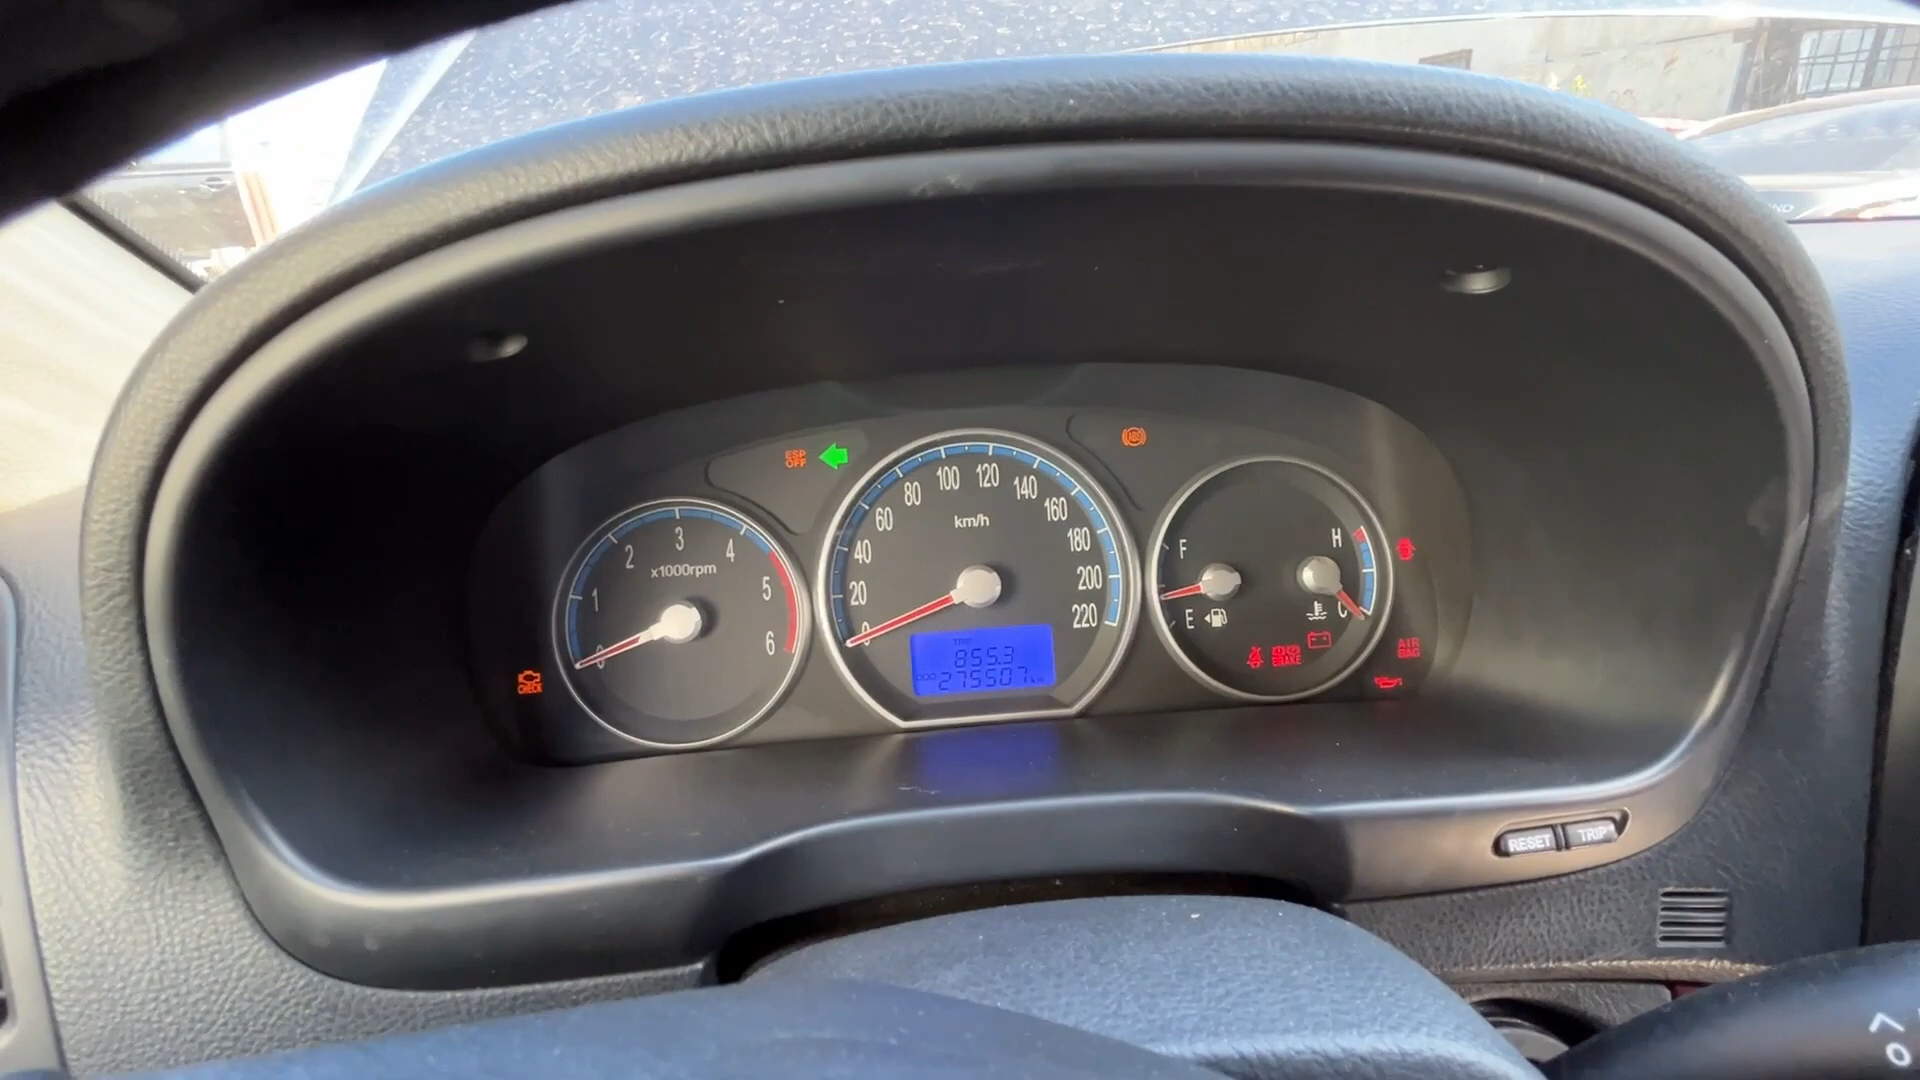 ESP
OFF
ABS
1
2
3
4
5
6
0
x1000rpm
0
20
40
60
80
100
120
140
160
180
200
220
km/h
TRIP
855.3
275507 km
F
E
H
C
CHECK
BRAKE
AIR
BAG
RESET
TRIP